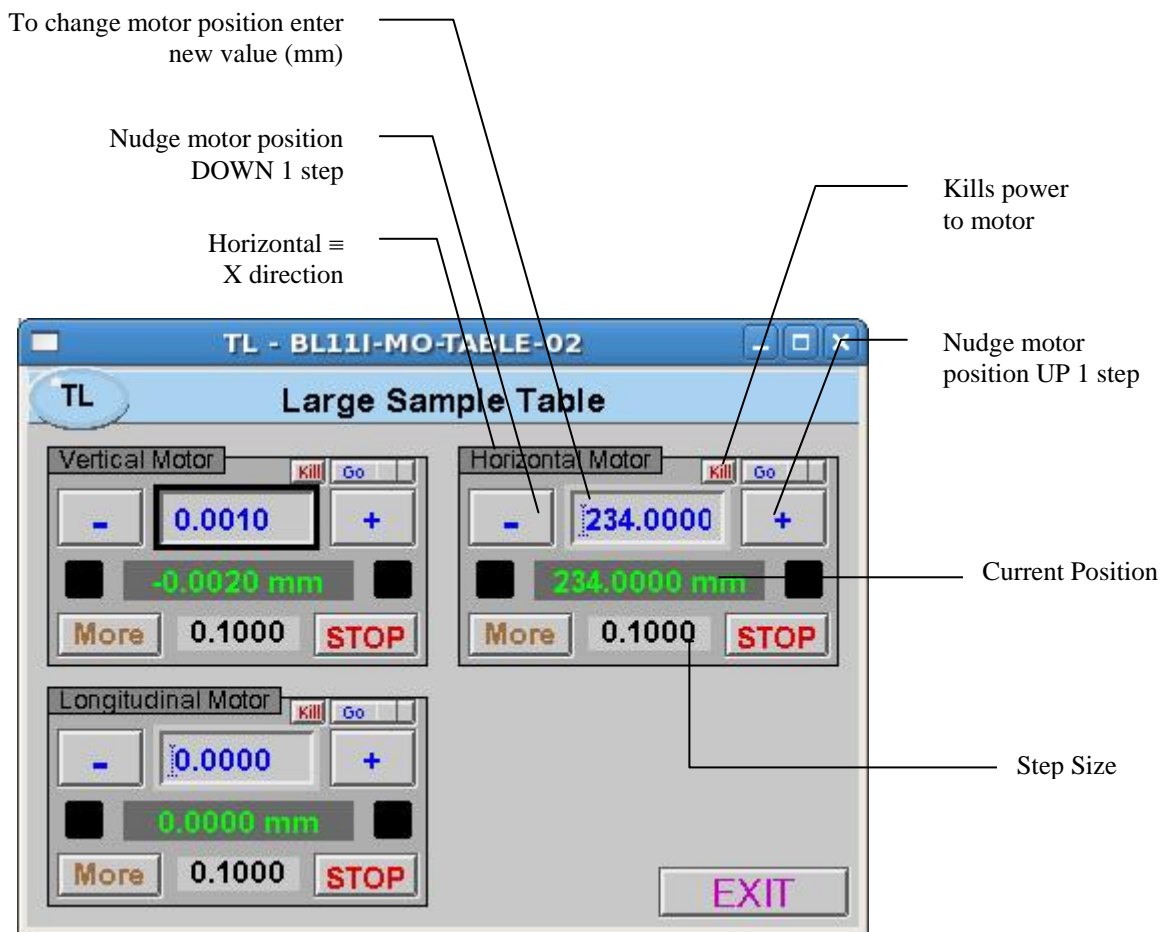 To change motor position enter
new value (mm)
Nudge motor position
DOWN 1 step
Horizontal ≡
X direction
Kills power
to motor
Nudge motor
position UP 1 step
TL - BL11I-MO-TABLE-02
TL
Large Sample Table
Vertical Motor Kill Go
- 0.0010 +
-0.0020 mm
More 0.1000 STOP
Horizontal Motor Kill Go
- 234.0000 +
234.0000 mm
More 0.1000 STOP
Current Position
Step Size
Longitudinal Motor Kill Go
- 0.0000 +
0.0000 mm
More 0.1000 STOP
EXIT